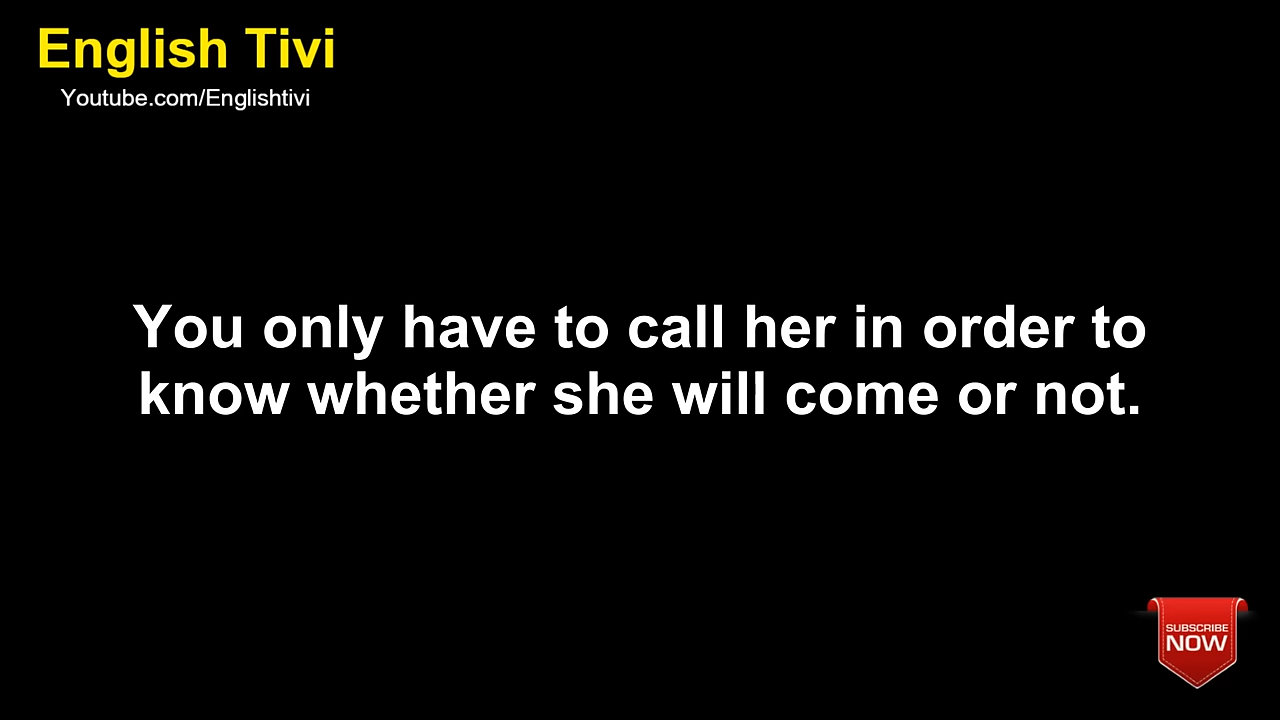 English Tivi
Youtube.com/Englishtivi
You only have to call her in order to
know whether she will come or not.
SUBSCRIBE
NOW